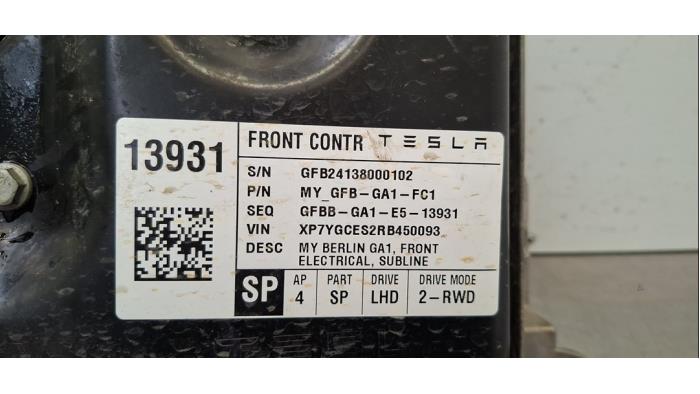 13931
FRONT CONTR TESLA
S/N GFB24138000102
P/N MY_GFB-GA1-FC1
SEQ GFBB-GA1-E5-13931
VIN XP7YGCES2RB450093
DESC MY BERLIN GA1, FRONT
ELECTRICAL, SUBLINE
SP
AP PART DRIVE DRIVE MODE
4 SP LHD 2-RWD